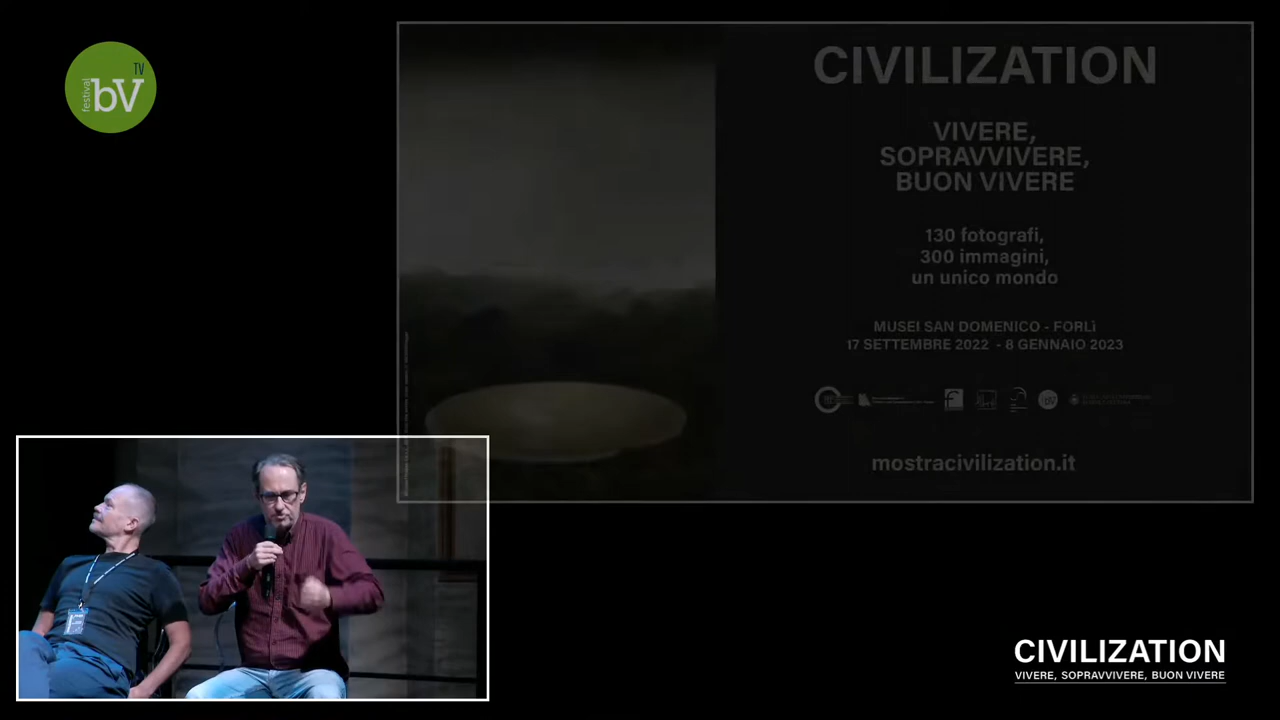 festival
bV
TV
CIVILIZATION
VIVERE,
SOPRAVVIVERE,
BUON VIVERE
130 fotografi,
300 immagini,
un unico mondo
MUSEI SAN DOMENICO - FORLÌ
17 SETTEMBRE 2022 - 8 GENNAIO 2023
bV
mostracivilization.it
CIVILIZATION
VIVERE, SOPRAVVIVERE, BUON VIVERE